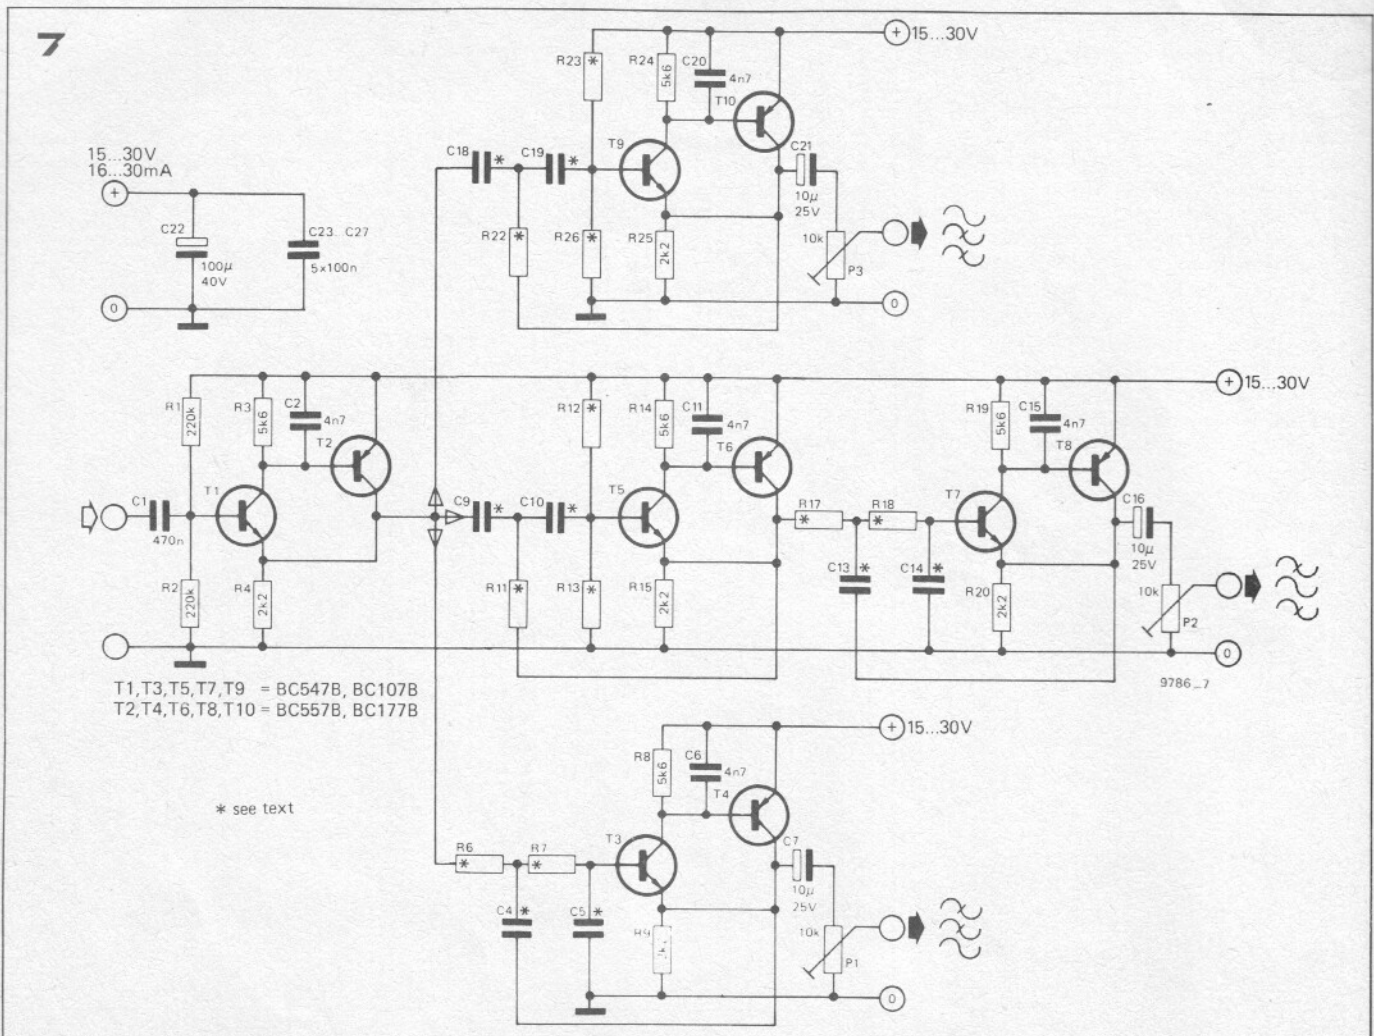 7
15...30V
R23 *
R24
5k6
C20
4n7
T10
T9
C18 *
C19 *
C21
10µ
25V
R22 *
R26 *
R25
2k2
10k
P3
0
15...30V
16...30mA
+
C22
100µ
40V
C23...C27
5x100n
0
+ 15...30V
R1
220k
R3
5k6
C2
4n7
T2
T1
C1
470n
R2
220k
R4
2k2
C9 *
C10 *
R12 *
R14
5k6
C11
4n7
T6
T5
R11 *
R13 *
R15
2k2
R17 *
R18 *
C13 *
C14 *
R19
5k6
C15
4n7
T8
T7
R20
2k2
C16
10µ
25V
10k
P2
0
9786_7
T1,T3,T5,T7,T9 = BC547B, BC107B
T2,T4,T6,T8,T10 = BC557B, BC177B
* see text
+ 15...30V
R8
5k6
C6
4n7
T4
T3
R6 *
R7 *
C4 *
C5 *
R9
C7
10µ
25V
10k
P1
0